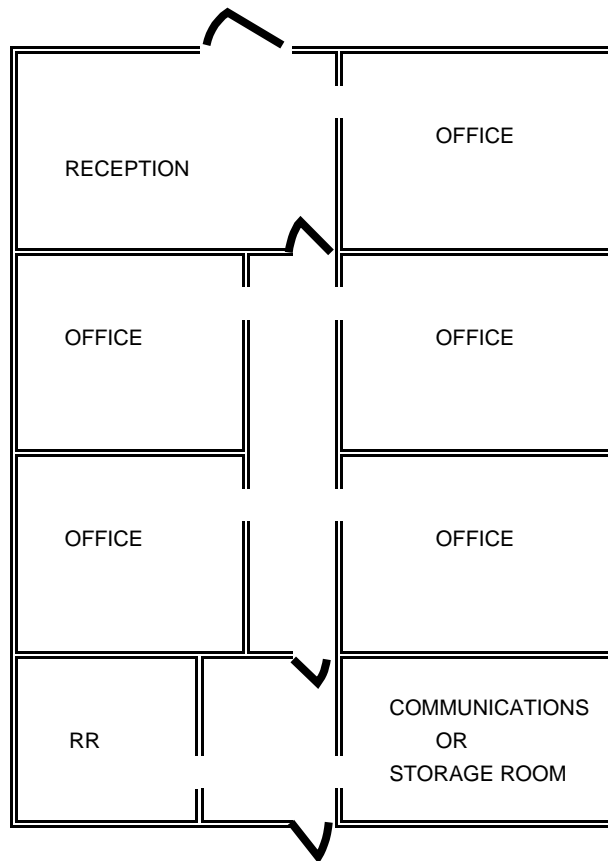 OFFICE
RECEPTION
OFFICE
OFFICE
OFFICE
OFFICE
RR
COMMUNICATIONS
OR
STORAGE ROOM